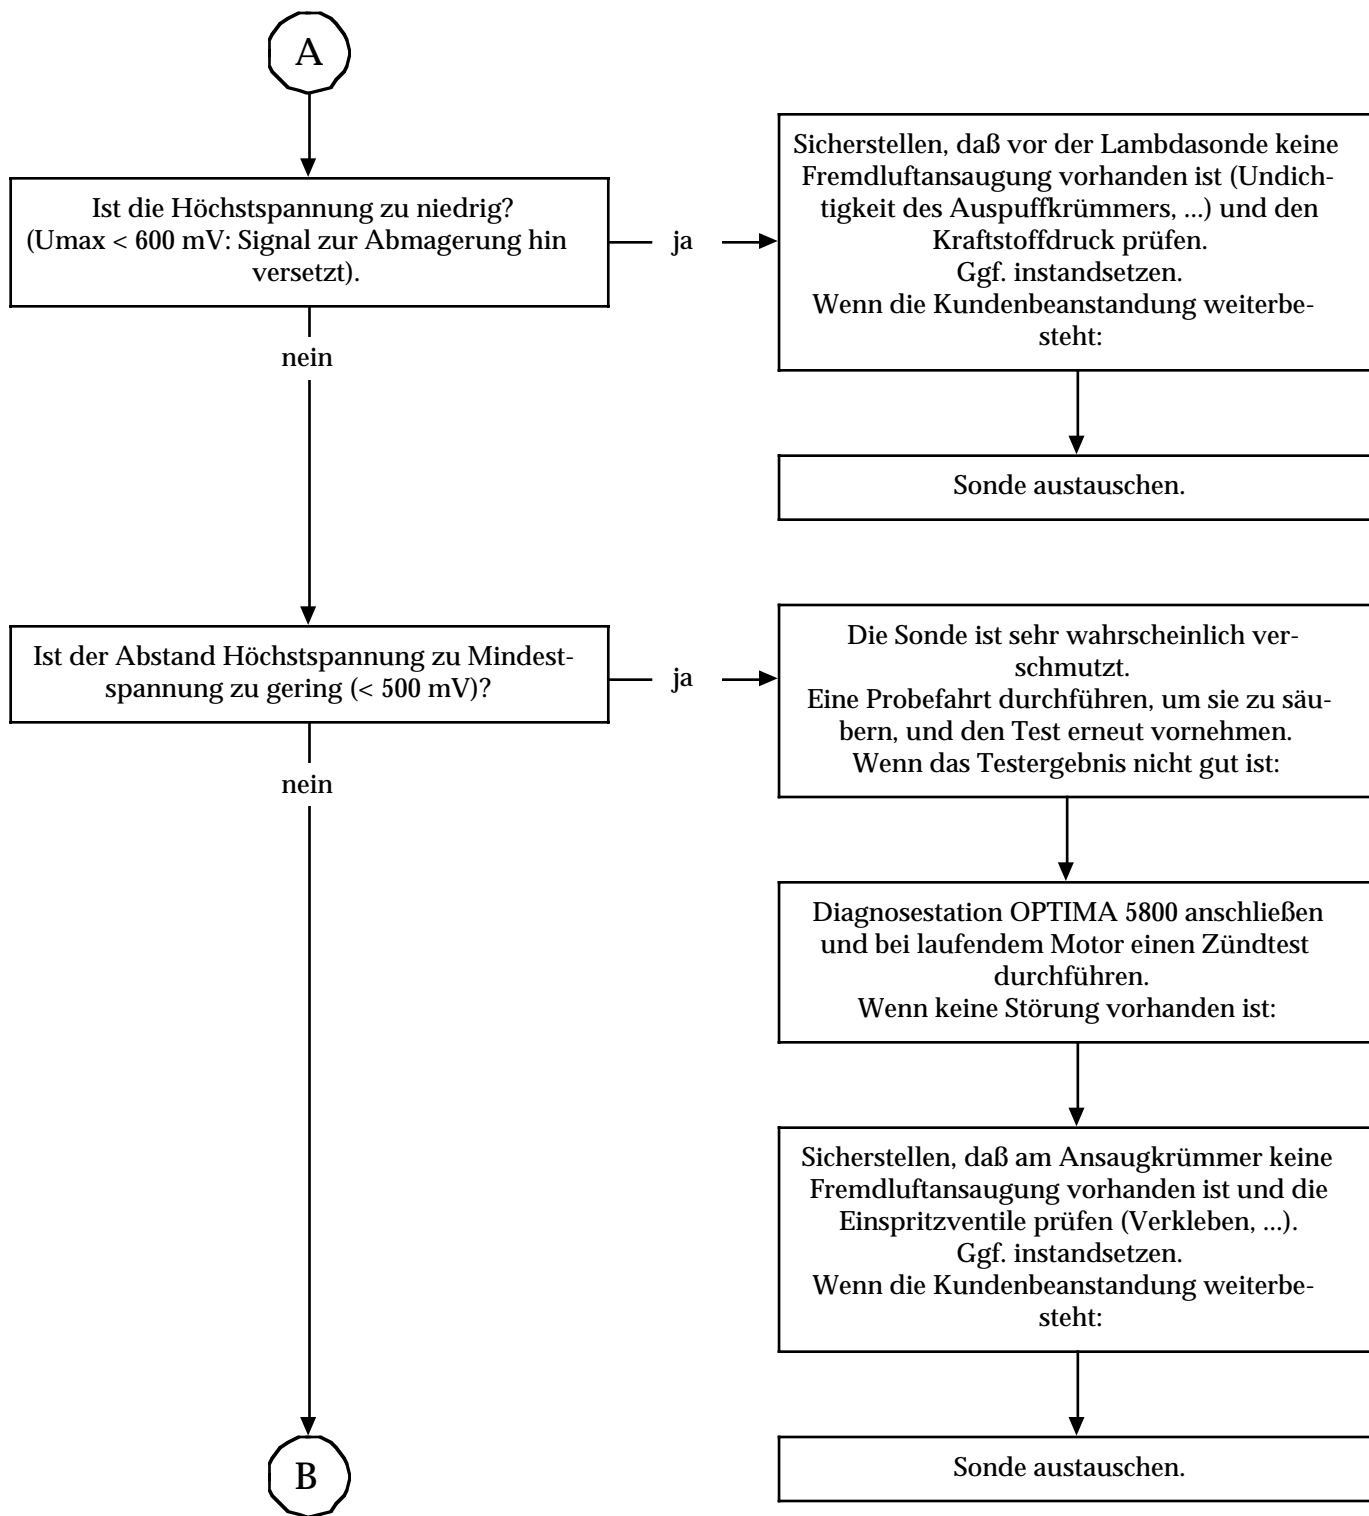 A
Ist die Höchstspannung zu niedrig?
(Umax < 600 mV: Signal zur Abmagerung hin
versetzt).
ja
Sicherstellen, daß vor der Lambdasonde keine
Fremdluftansaugung vorhanden ist (Undich-
tigkeit des Auspuffkrümmers, ...) und den
Kraftstoffdruck prüfen.
Ggf. instandsetzen.
Wenn die Kundenbeanstandung weiterbe-
steht:
nein
Sonde austauschen.
Ist der Abstand Höchstspannung zu Mindest-
spannung zu gering (< 500 mV)?
ja
Die Sonde ist sehr wahrscheinlich ver-
schmutzt.
Eine Probefahrt durchführen, um sie zu säu-
bern, und den Test erneut vornehmen.
Wenn das Testergebnis nicht gut ist:
nein
Diagnosestation OPTIMA 5800 anschließen
und bei laufendem Motor einen Zündtest
durchführen.
Wenn keine Störung vorhanden ist:
Sicherstellen, daß am Ansaugkrümmer keine
Fremdluftansaugung vorhanden ist und die
Einspritzventile prüfen (Verkleben, ...).
Ggf. instandsetzen.
Wenn die Kundenbeanstandung weiterbe-
steht:
Sonde austauschen.
B